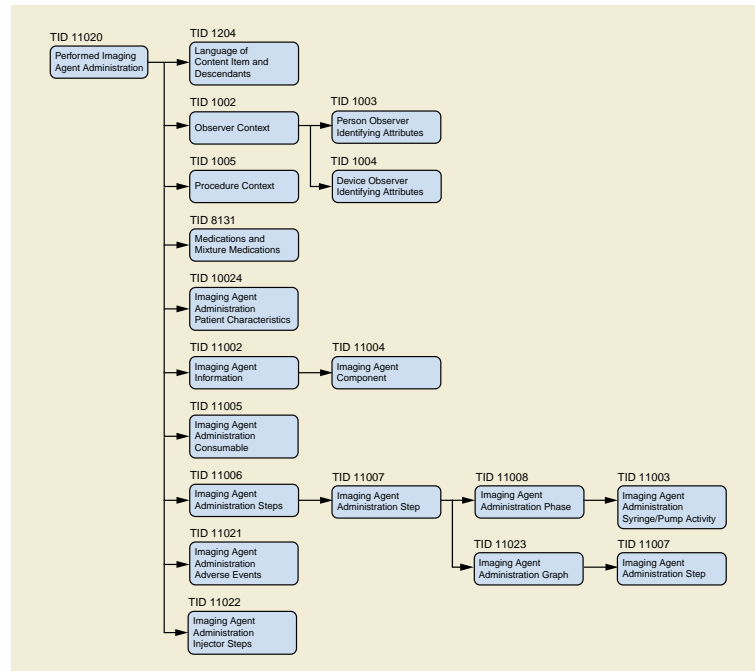 TID 11020
Performed Imaging
Agent Administration
TID 1204
Language of
Content Item and
Descendants
TID 1002
Observer Context
TID 1003
Person Observer
Identifying Attributes
TID 1004
Device Observer
Identifying Attributes
TID 1005
Procedure Context
TID 8131
Medications and
Mixture Medications
TID 10024
Imaging Agent
Administration
Patient Characteristics
TID 11002
Imaging Agent
Information
TID 11004
Imaging Agent
Component
TID 11005
Imaging Agent
Administration
Consumable
TID 11006
Imaging Agent
Administration Steps
TID 11007
Imaging Agent
Administration Step
TID 11008
Imaging Agent
Administration Phase
TID 11003
Imaging Agent
Administration
Syringe/Pump Activity
TID 11023
Imaging Agent
Administration Graph
TID 11007
Imaging Agent
Administration Step
TID 11021
Imaging Agent
Administration
Adverse Events
TID 11022
Imaging Agent
Administration
Injector Steps